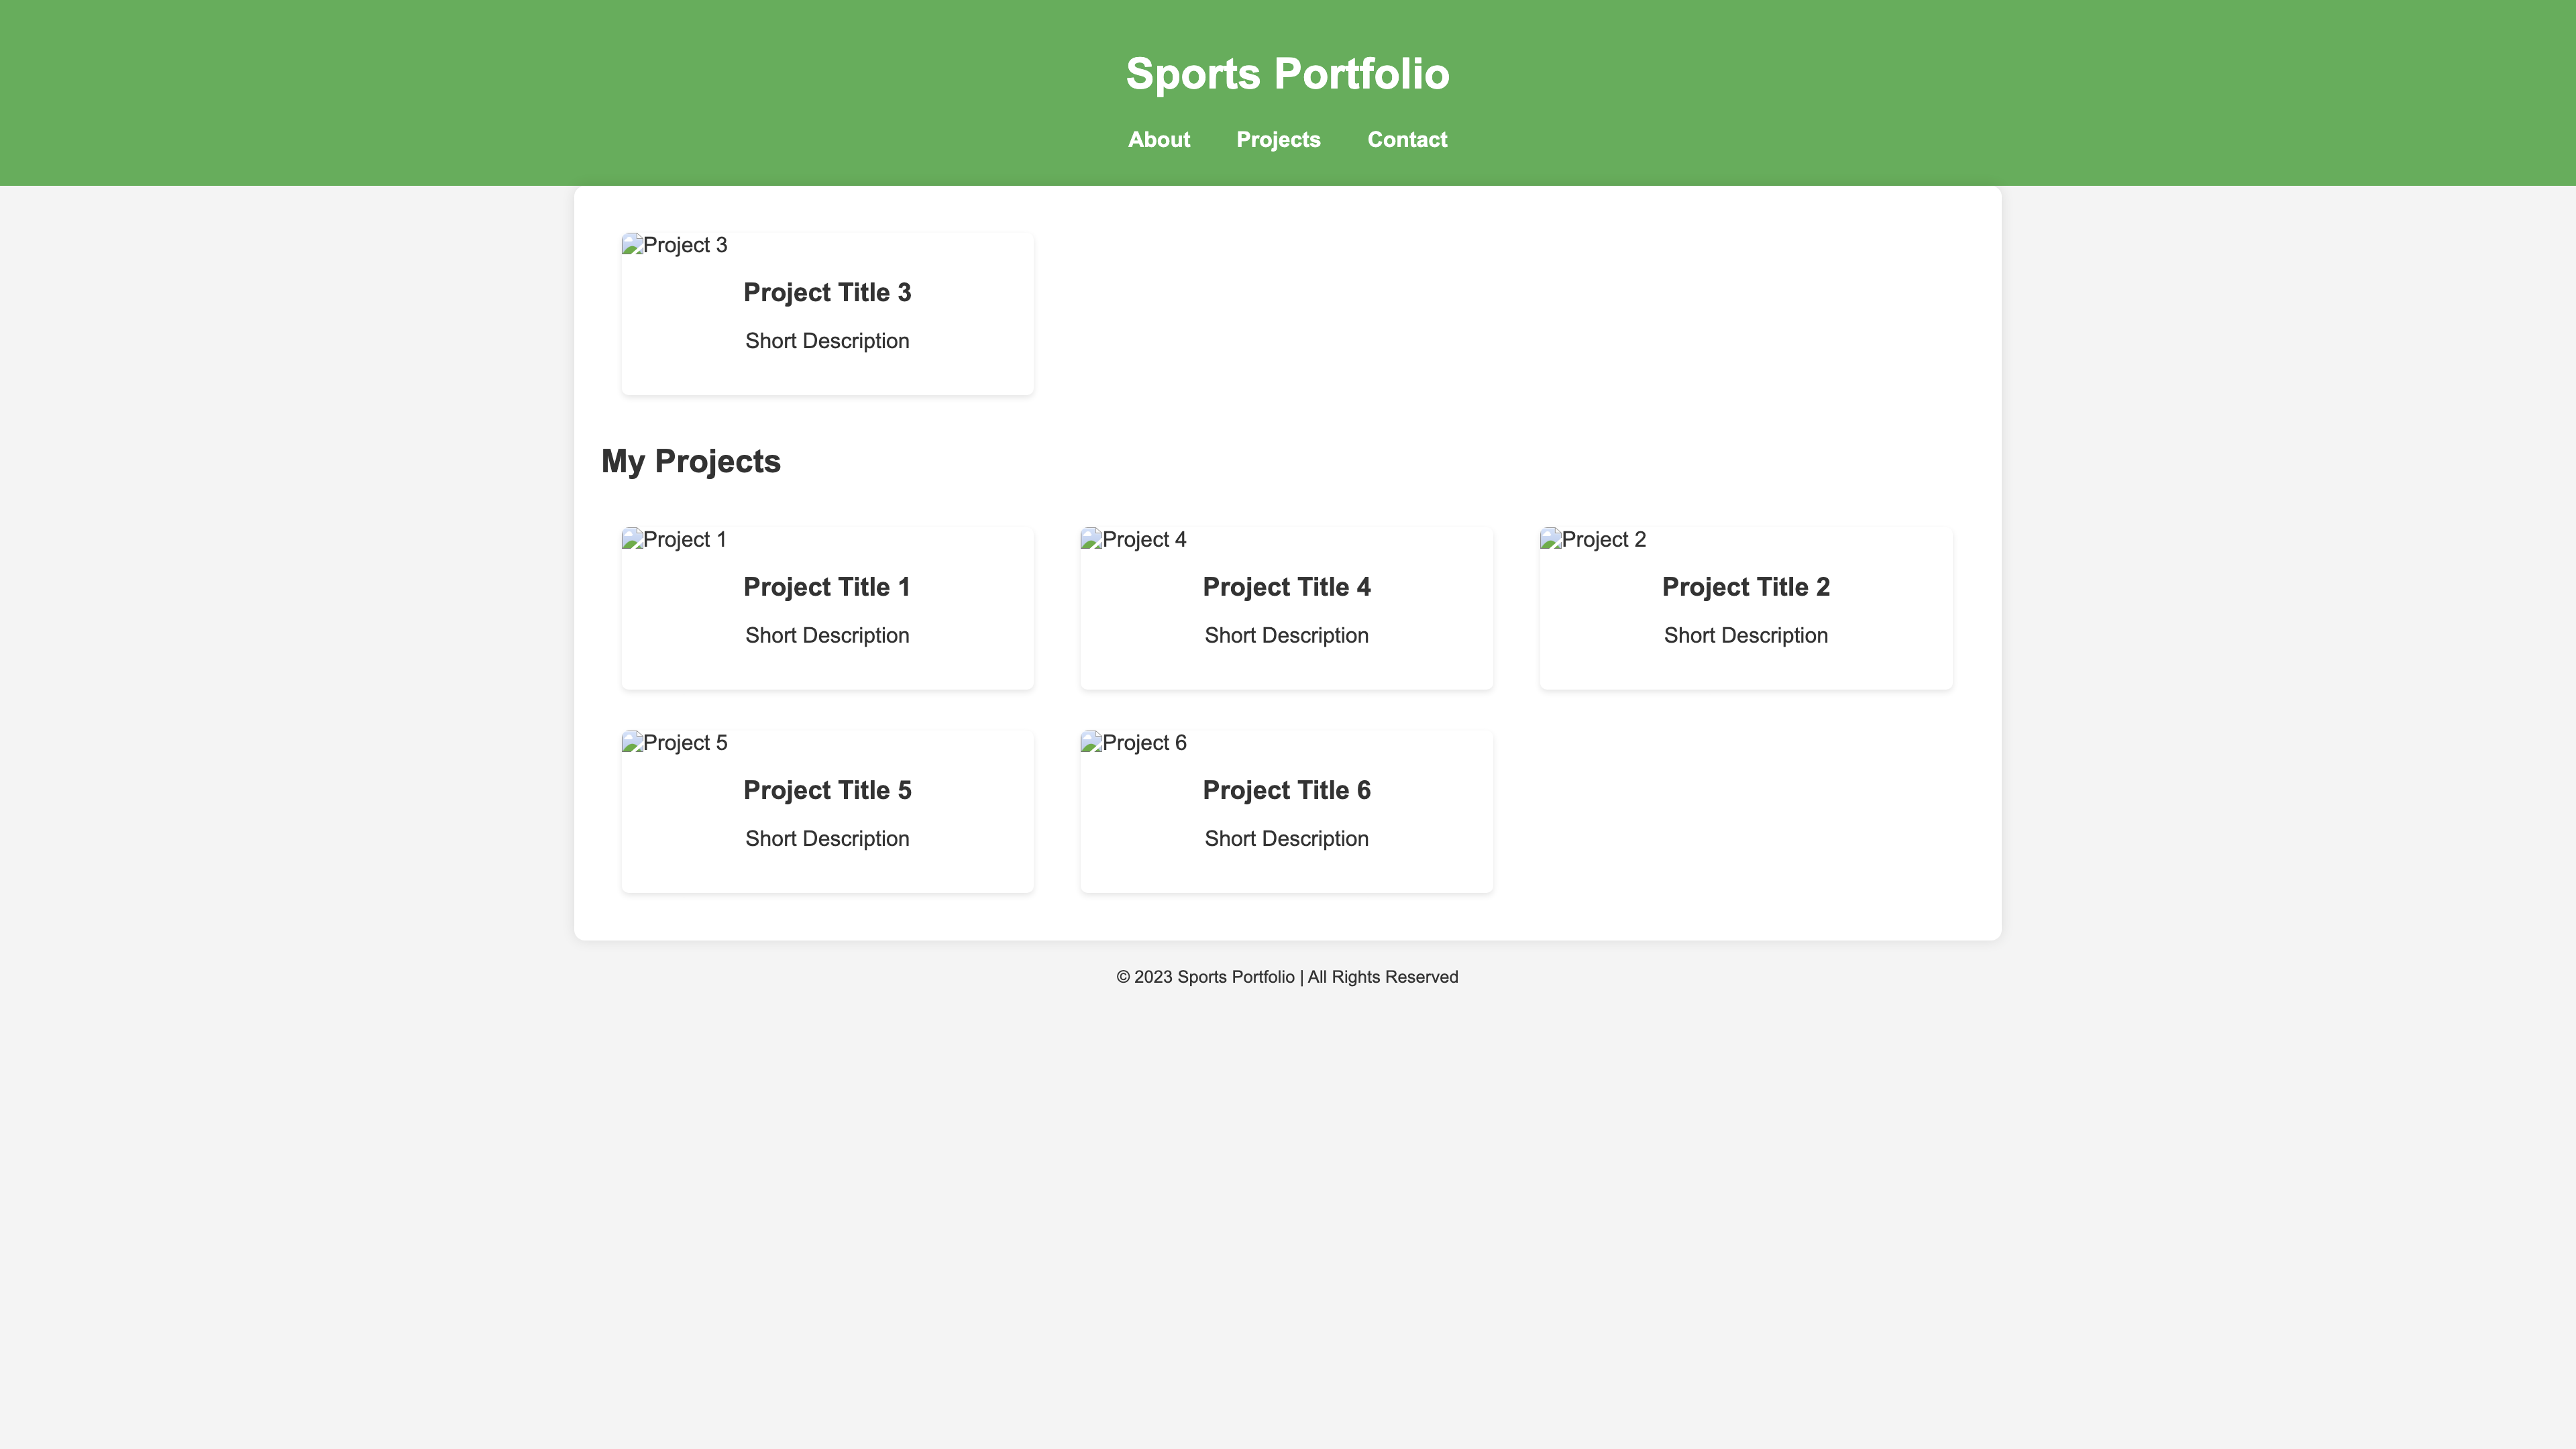 Sports Portfolio
About Projects Contact
Project 3
Project Title 3
Short Description
My Projects
Project 1
Project Title 1
Short Description
Project 4
Project Title 4
Short Description
Project 2
Project Title 2
Short Description
Project 5
Project Title 5
Short Description
Project 6
Project Title 6
Short Description
© 2023 Sports Portfolio | All Rights Reserved